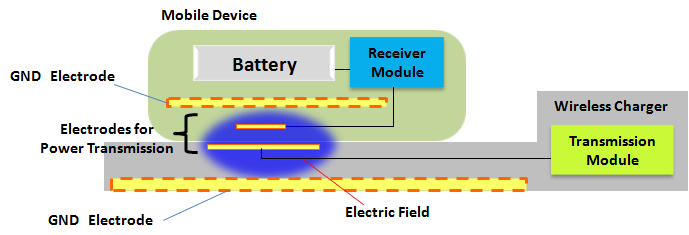 Mobile Device
Battery
Receiver
Module
GND Electrode
Electrodes for
Power Transmission
Wireless Charger
Transmission
Module
Electric Field
GND Electrode